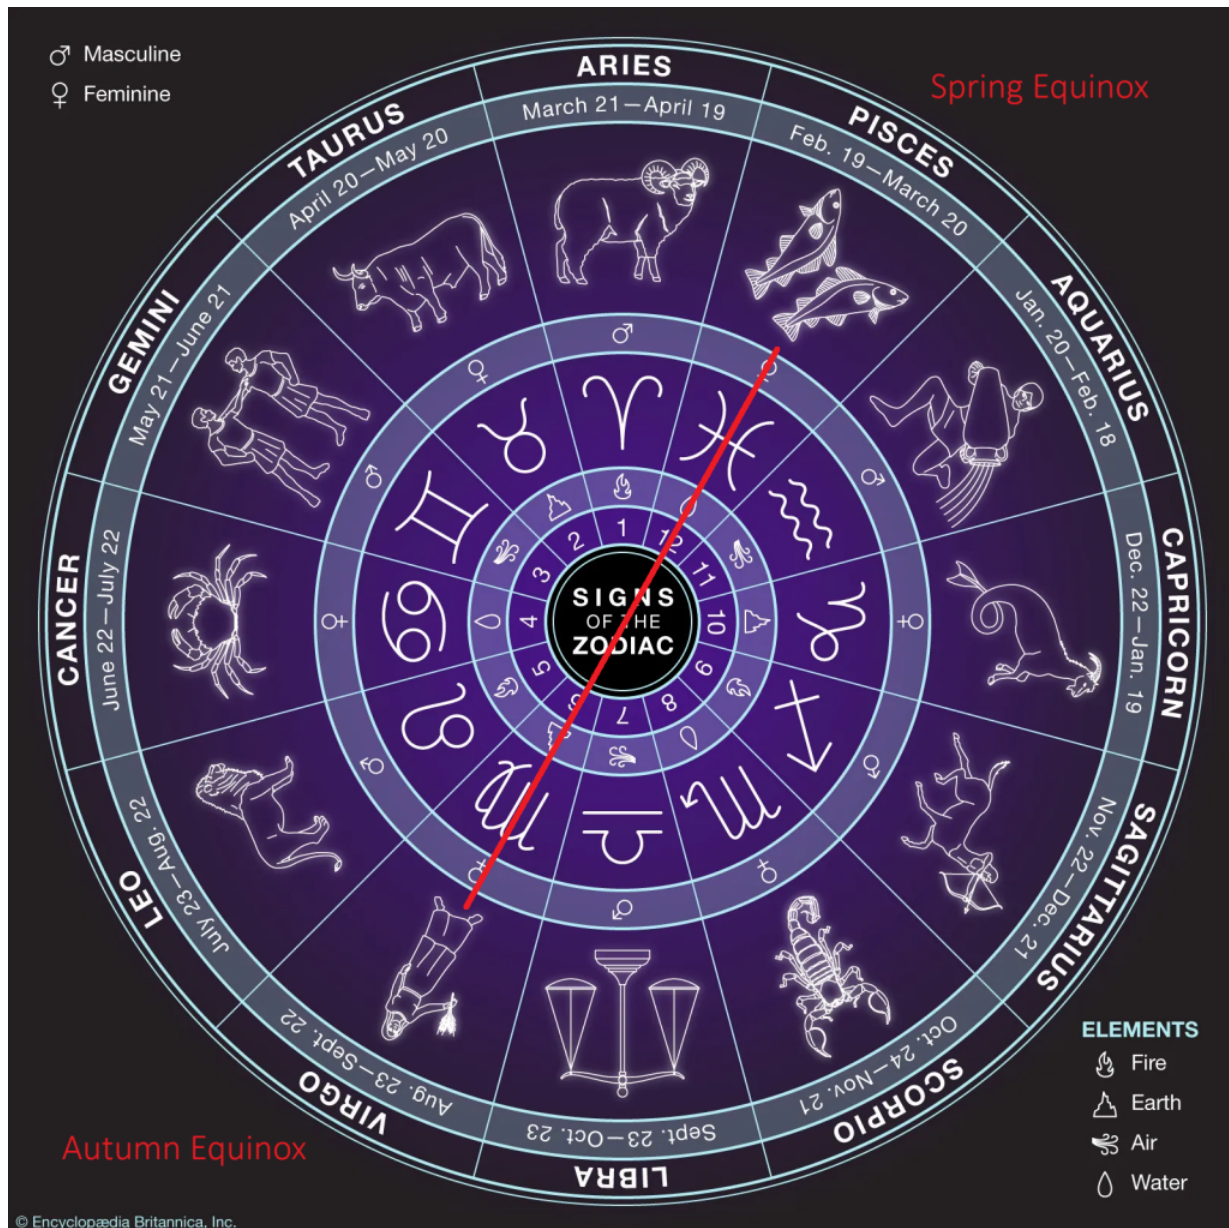 ♂ Masculine
♀ Feminine
Spring Equinox
ARIES
March 21—April 19
PISCES
Feb. 19—March 20
AQUARIUS
Jan. 20—Feb. 18
CAPRICORN
Dec. 22—Jan. 19
SAGITTARIUS
Nov. 22—Dec. 21
SCORPIO
Oct. 24—Nov. 21
LIBRA
Sept. 23—Oct. 23
VIRGO
Aug. 23—Sept. 22
LEO
July 23—Aug. 22
CANCER
June 22—July 22
GEMINI
May 21—June 21
TAURUS
April 20—May 20
1
12
11
10
9
8
7
6
5
4
3
2
SIGNS
OF THE
ZODIAC
Autumn Equinox
ELEMENTS
Fire
Earth
Air
Water
© Encyclopædia Britannica, Inc.